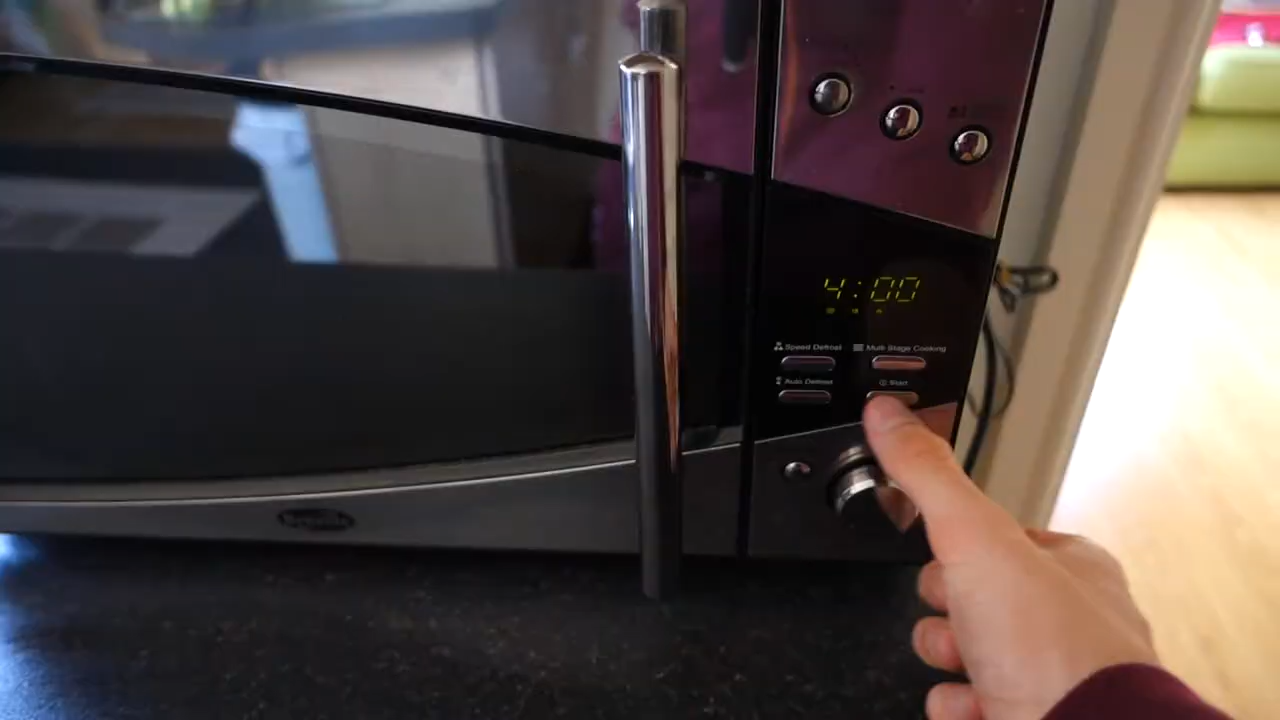 4:00
Speed Defrost
Multi Stage Cooking
Auto Defrost
Start